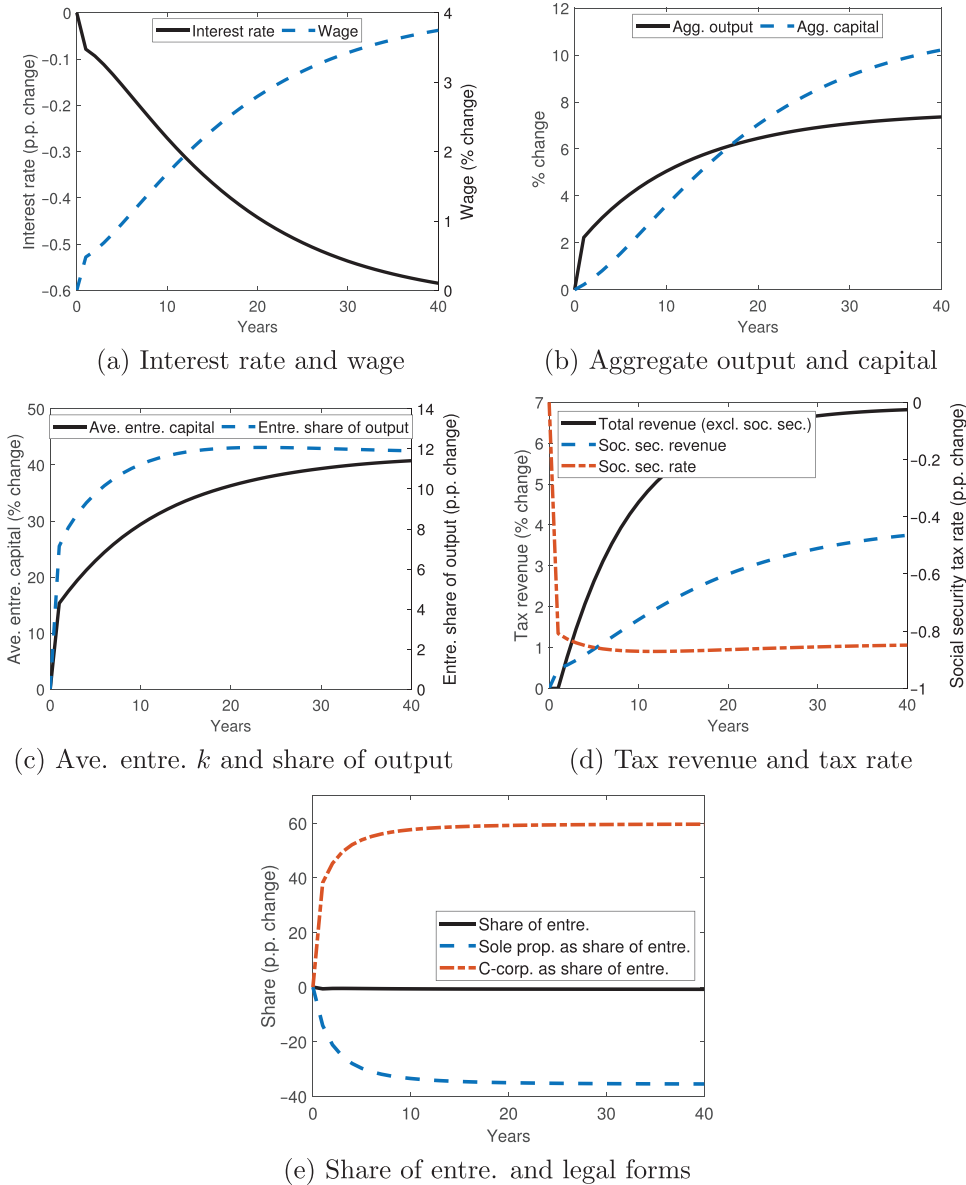 Interest rate Wage
Interest rate (p.p. change)
0
−0.1
−0.2
−0.3
−0.4
−0.5
−0.6
4
3
2
1
0
Wage (% change)
0 10 20 30 40
Years
(a) Interest rate and wage
Agg. output Agg. capital
% change
12
10
8
6
4
2
0
0 10 20 30 40
Years
(b) Aggregate output and capital
Ave. entre. capital Entre. share of output
Ave. entre. capital (% change)
50
40
30
20
10
0
14
12
10
8
6
4
2
0
Entre. share of output (p.p. change)
0 10 20 30 40
Years
(c) Ave. entre. k and share of output
Total revenue (excl. soc. sec.)
Soc. sec. revenue
Soc. sec. rate
Tax revenue (% change)
7
6
5
4
3
2
1
0
0
−0.2
−0.4
−0.6
−0.8
−1
Social security tax rate (p.p. change)
0 10 20 30 40
Years
(d) Tax revenue and tax rate
Share (p.p. change)
60
40
20
0
−20
−40
Share of entre.
Sole prop. as share of entre.
C-corp. as share of entre.
0 10 20 30 40
Years
(e) Share of entre. and legal forms